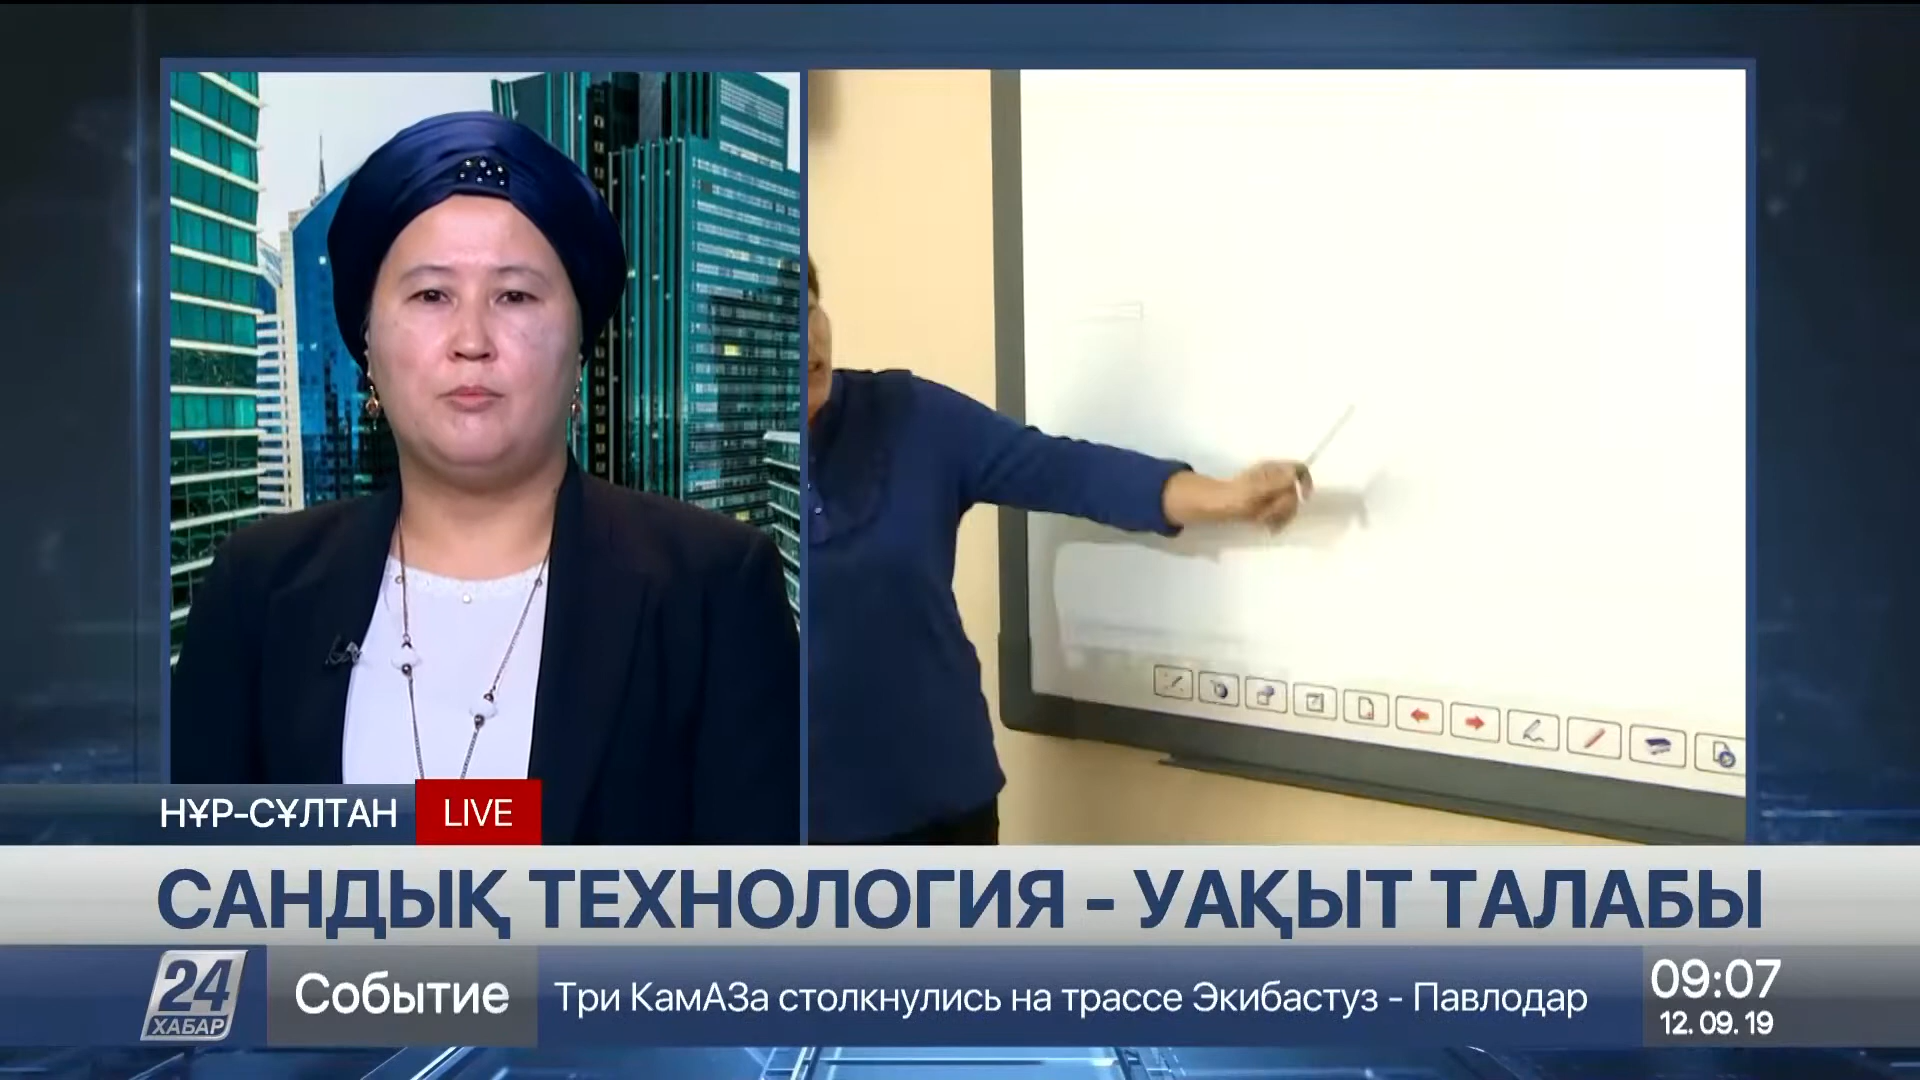 НҰР-СҰЛТАН
LIVE
САНДЫҚ ТЕХНОЛОГИЯ - УАҚЫТ ТАЛАБЫ
24
ХАБАР
Событие
Три КамАЗа столкнулись на трассе Экибастуз - Павлодар
09:07
12. 09. 19